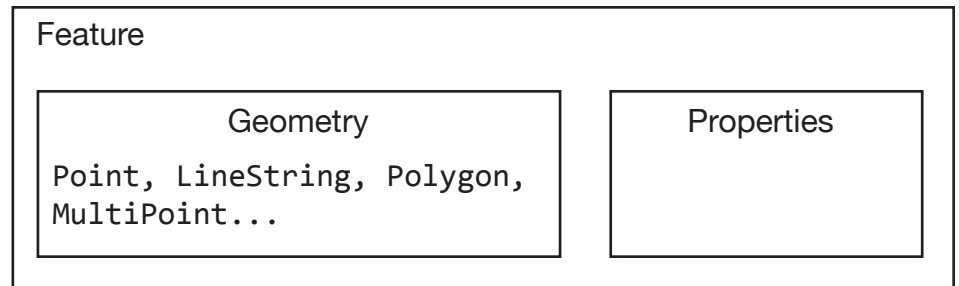 Feature
Geometry
Properties
Point, LineString, Polygon,
MultiPoint...